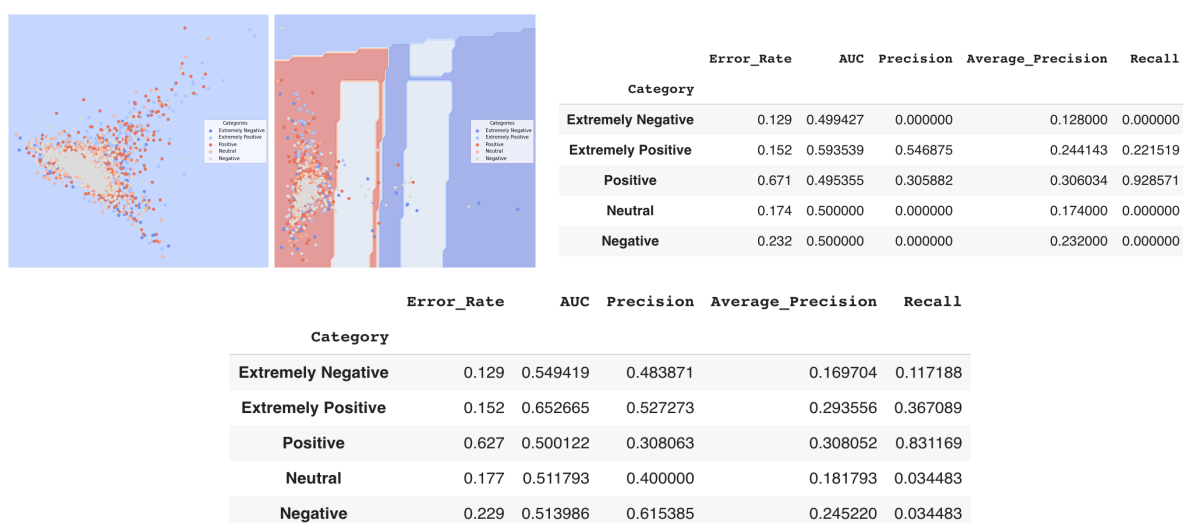 Categories
Extremely Negative
Extremely Positive
Positive
Neutral
Negative
Categories
Extremely Negative
Extremely Positive
Positive
Neutral
Negative
Error_Rate AUC Precision Average_Precision Recall
Category
Extremely Negative 0.129 0.499427 0.000000 0.128000 0.000000
Extremely Positive 0.152 0.593539 0.546875 0.244143 0.221519
Positive 0.671 0.495355 0.305882 0.306034 0.928571
Neutral 0.174 0.500000 0.000000 0.174000 0.000000
Negative 0.232 0.500000 0.000000 0.232000 0.000000
Error_Rate AUC Precision Average_Precision Recall
Category
Extremely Negative 0.129 0.549419 0.483871 0.169704 0.117188
Extremely Positive 0.152 0.652665 0.527273 0.293556 0.367089
Positive 0.627 0.500122 0.308063 0.308052 0.831169
Neutral 0.177 0.511793 0.400000 0.181793 0.034483
Negative 0.229 0.513986 0.615385 0.245220 0.034483